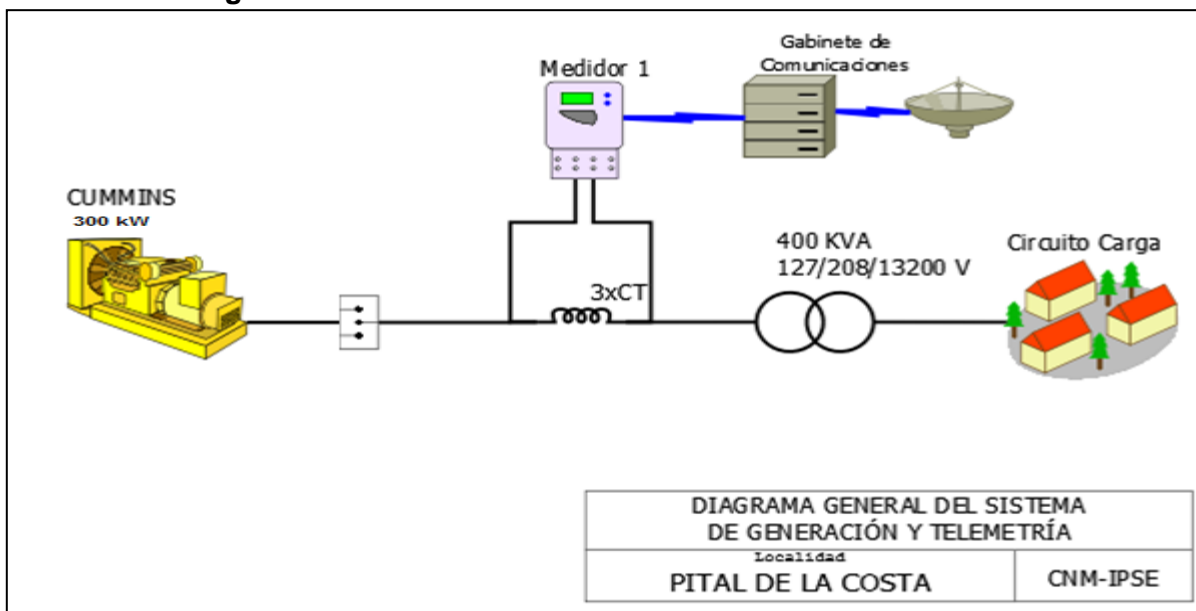 Gabinete de
Comunicaciones
Medidor 1
CUMMINS
300 kW
400 KVA
127/208/13200 V
Circuito Carga
3xCT
DIAGRAMA GENERAL DEL SISTEMA
DE GENERACIÓN Y TELEMETRÍA
Localidad
PITAL DE LA COSTA
CNM-IPSE